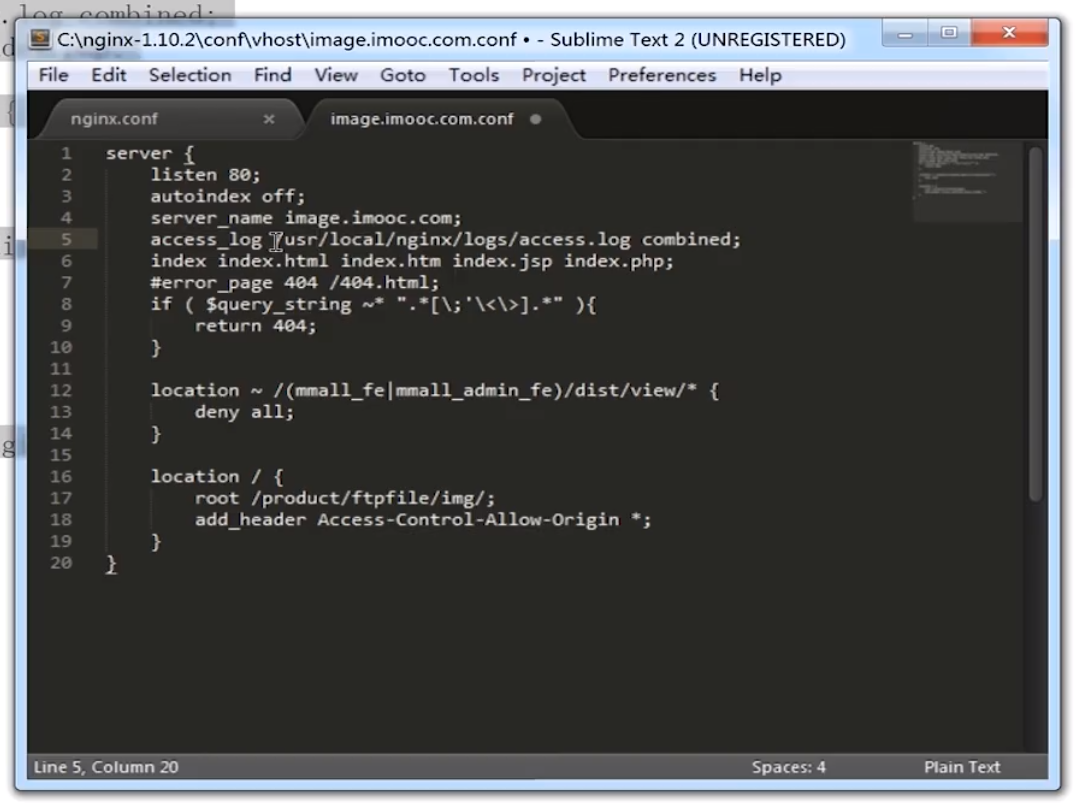 .log combined;
C:\nginx-1.10.2\conf\vhost\image.imooc.com.conf • - Sublime Text 2 (UNREGISTERED)
File Edit Selection Find View Goto Tools Project Preferences Help
nginx.conf × image.imooc.com.conf
1 server {
2 listen 80;
3 autoindex off;
4 server_name image.imooc.com;
5 access_log /usr/local/nginx/logs/access.log combined;
6 index index.html index.htm index.jsp index.php;
7 #error_page 404 /404.html;
8 if ( $query_string ~* ".*[\;'\<\>].*" ){
9 return 404;
10 }
11
12 location ~ /(mmall_fe|mmall_admin_fe)/dist/view/* {
13 deny all;
14 }
15
16 location / {
17 root /product/ftpfile/img/;
18 add_header Access-Control-Allow-Origin *;
19 }
20 }
Line 5, Column 20 Spaces: 4 Plain Text